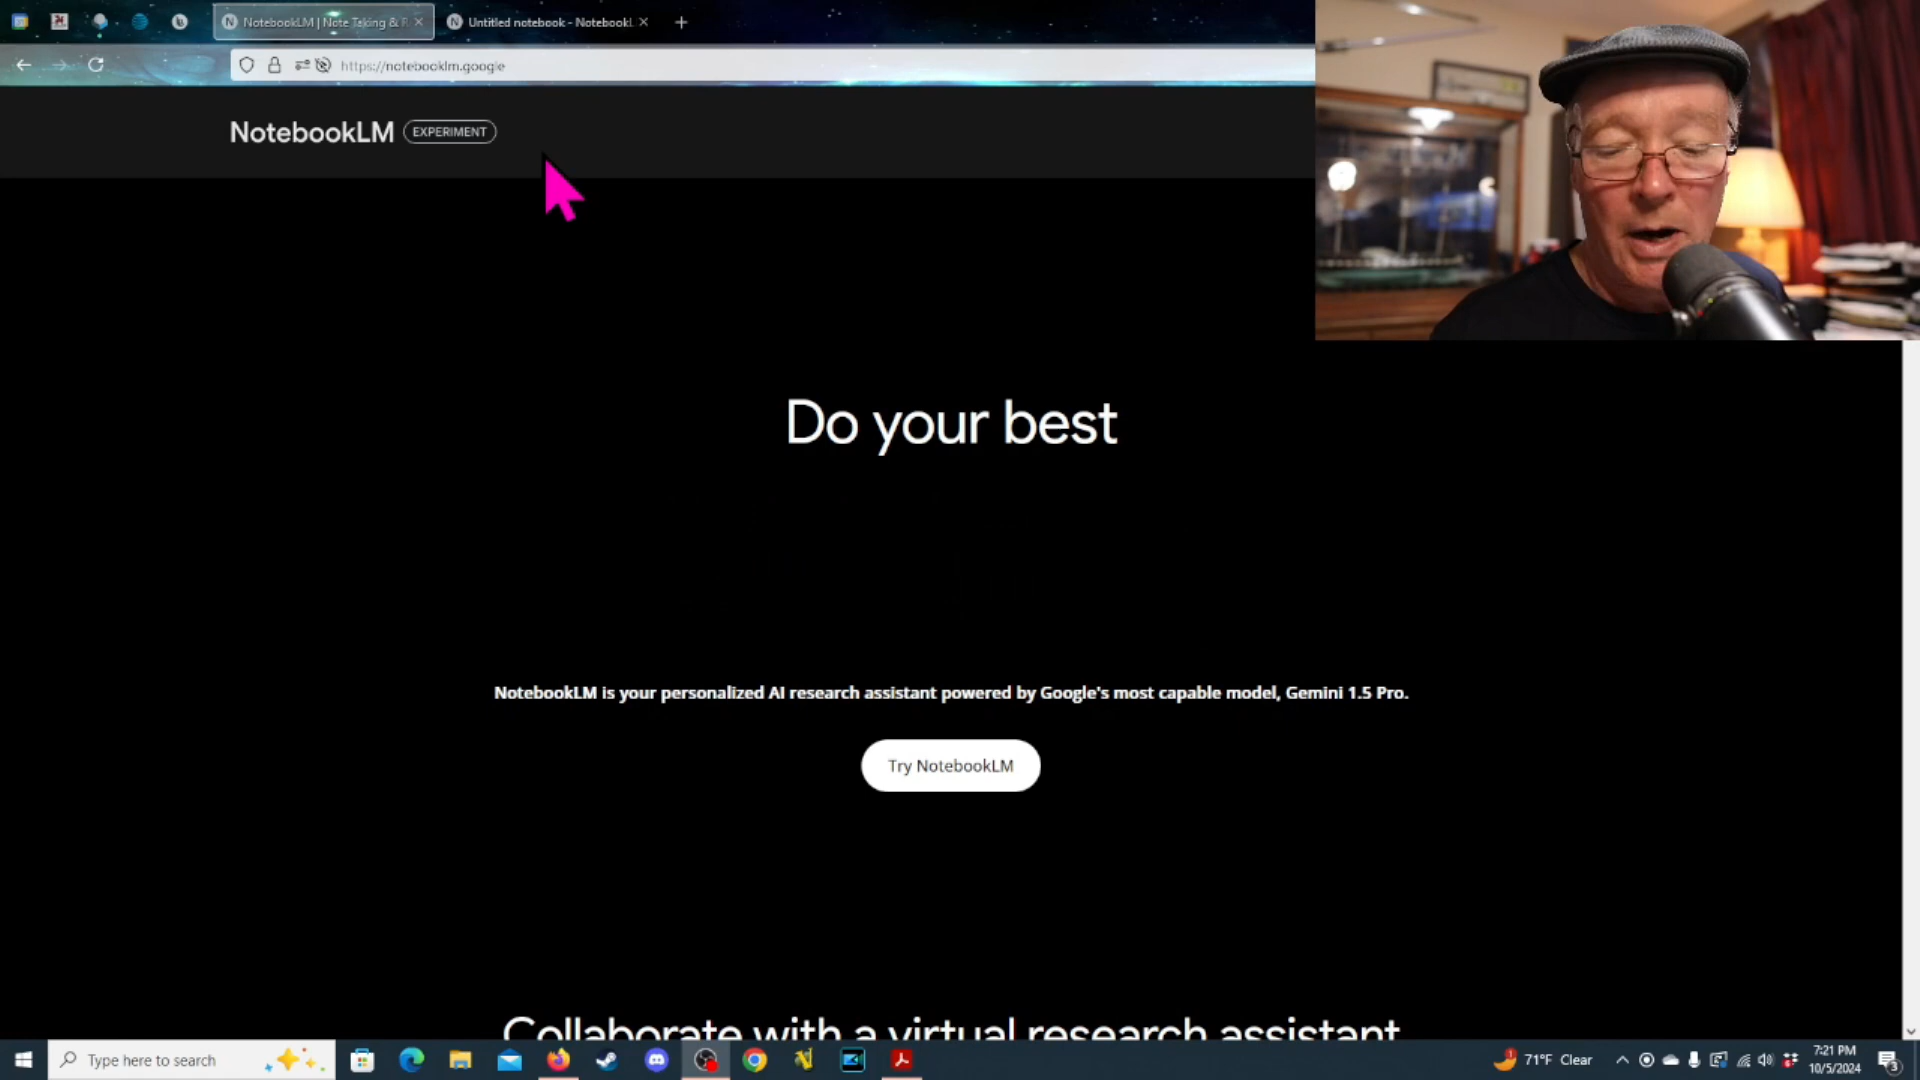 NotebookLM | Note Taking & R
Untitled notebook - NotebookL
https://notebooklm.google
NotebookLM EXPERIMENT
Do your best
NotebookLM is your personalized AI research assistant powered by Google's most capable model, Gemini 1.5 Pro.
Try NotebookLM
Collaborate with a virtual research assistant
Type here to search
71°F Clear
7:21 PM
10/5/2024
3